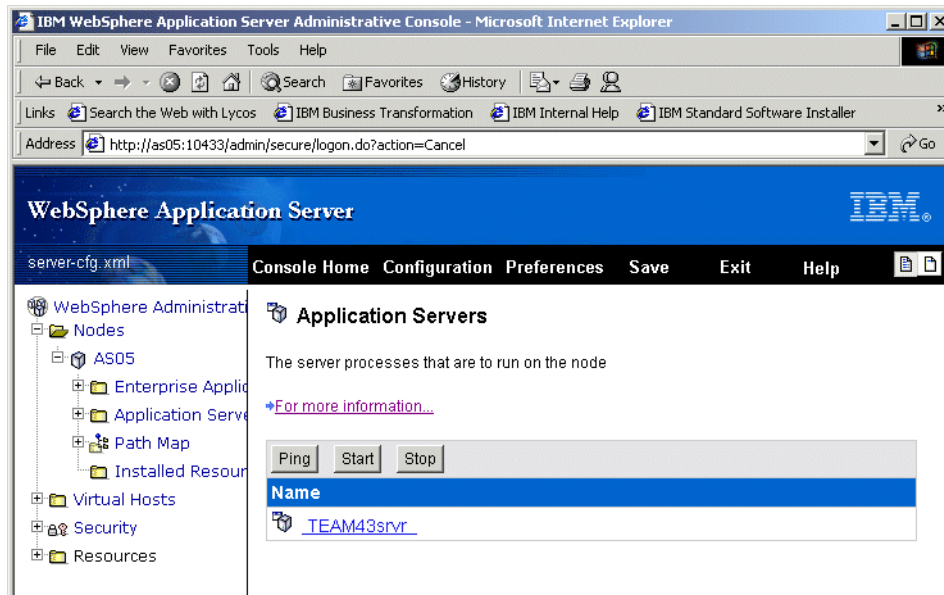 IBM WebSphere Application Server Administrative Console - Microsoft Internet Explorer
File Edit View Favorites Tools Help
Back Search Favorites History
Links Search the Web with Lycos IBM Business Transformation IBM Internal Help IBM Standard Software Installer »
Address http://as05:10433/admin/secure/logon.do?action=Cancel Go
WebSphere Application Server IBM®
server-cfg.xml
Console Home Configuration Preferences Save Exit Help
WebSphere Administrati
Nodes
AS05
Enterprise Applic
Application Serve
Path Map
Installed Resour
Virtual Hosts
Security
Resources
Application Servers
The server processes that are to run on the node
For more information...
Ping Start Stop
Name
TEAM43srvr